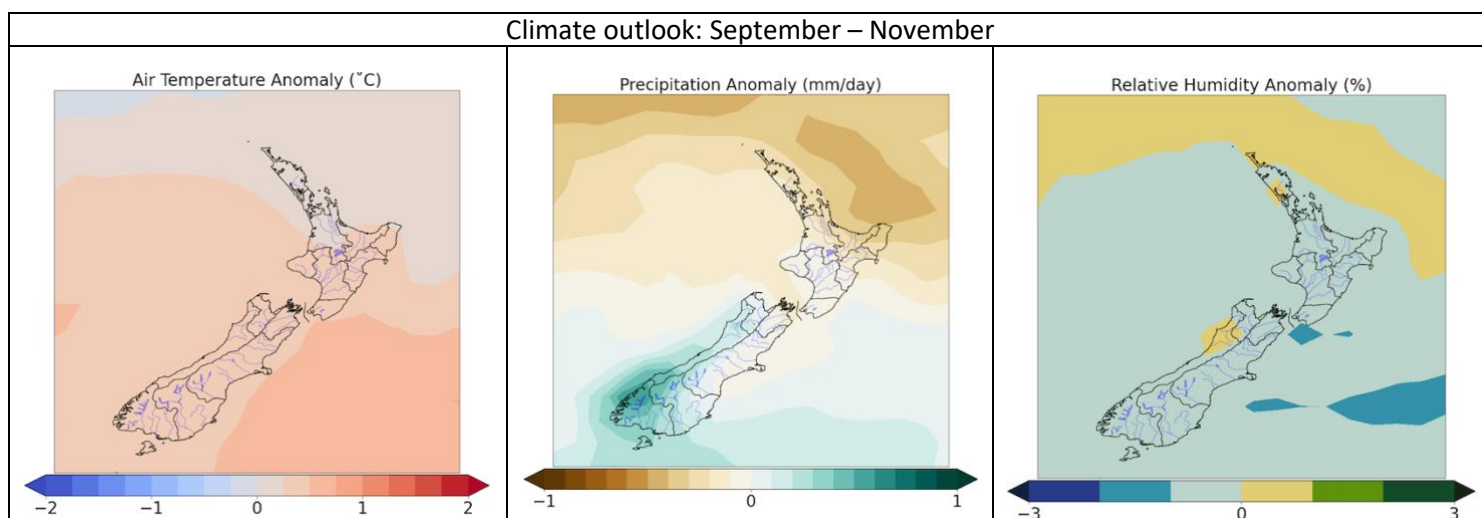 Climate outlook: September – November
Air Temperature Anomaly (˚C)
−2 −1 0 1 2
Precipitation Anomaly (mm/day)
−1 0 1
Relative Humidity Anomaly (%)
−3 0 3